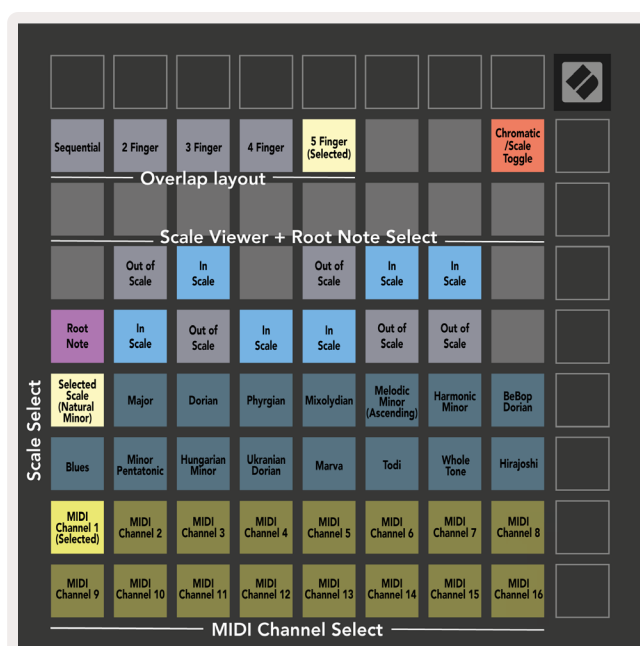 Sequential
2 Finger
3 Finger
4 Finger
5 Finger
(Selected)
Chromatic
/Scale
Toggle
Overlap layout
Scale Viewer + Root Note Select
Out of
Scale
In
Scale
Out of
Scale
In
Scale
In
Scale
Root
Note
In
Scale
Out of
Scale
In
Scale
In
Scale
Out of
Scale
Out of
Scale
Scale Select
Selected
Scale
(Natural
Minor)
Major
Dorian
Phyrgian
Mixolydian
Melodic
Minor
(Ascending)
Harmonic
Minor
BeBop
Dorian
Blues
Minor
Pentatonic
Hungarian
Minor
Ukranian
Dorian
Marva
Todi
Whole
Tone
Hirajoshi
MIDI
Channel 1
(Selected)
MIDI
Channel 2
MIDI
Channel 3
MIDI
Channel 4
MIDI
Channel 5
MIDI
Channel 6
MIDI
Channel 7
MIDI
Channel 8
MIDI
Channel 9
MIDI
Channel 10
MIDI
Channel 11
MIDI
Channel 12
MIDI
Channel 13
MIDI
Channel 14
MIDI
Channel 15
MIDI
Channel 16
MIDI Channel Select